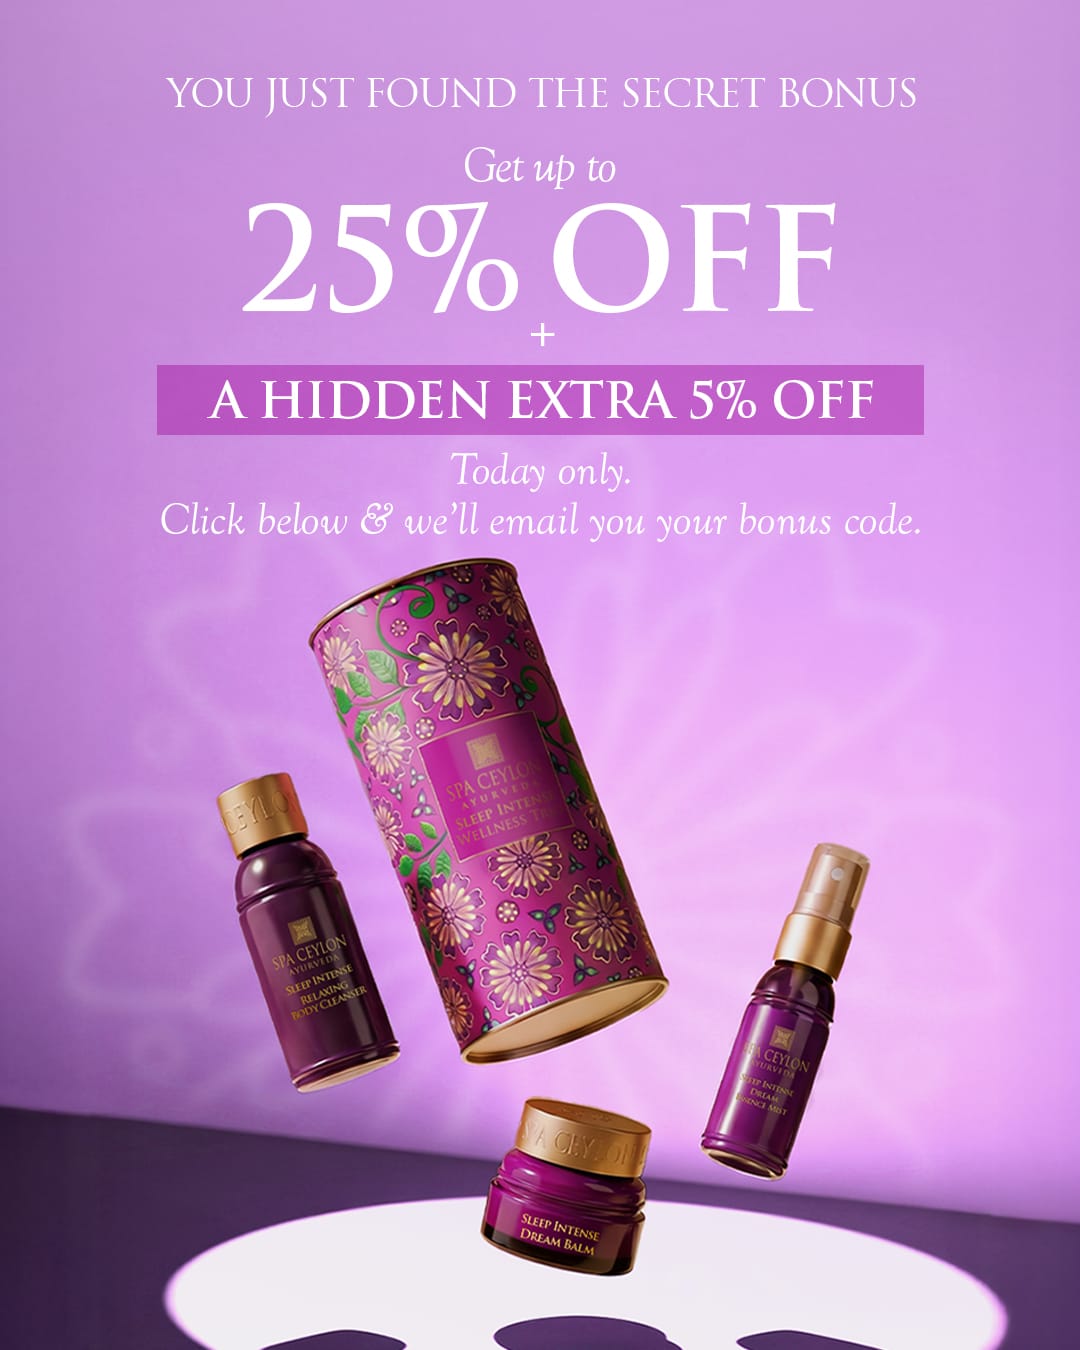 YOU JUST FOUND THE SECRET BONUS
Get up to
25% OFF
+
A HIDDEN EXTRA 5% OFF
Today only.
Click below & we'll email you your bonus code.
SPA CEYLON
AYURVEDA
SLEEP INTENSE
WELLNESS
CEYLO
SPA CEYLON
AYURVEDA
SLEEP INTENSE
RELAXING
BODY CLEANSER
CEYLON
AYURVEDA
SLEEP INTENSE
DREAM
MIST
SPA CEYLON
SLEEP INTENSE
DREAM BALM